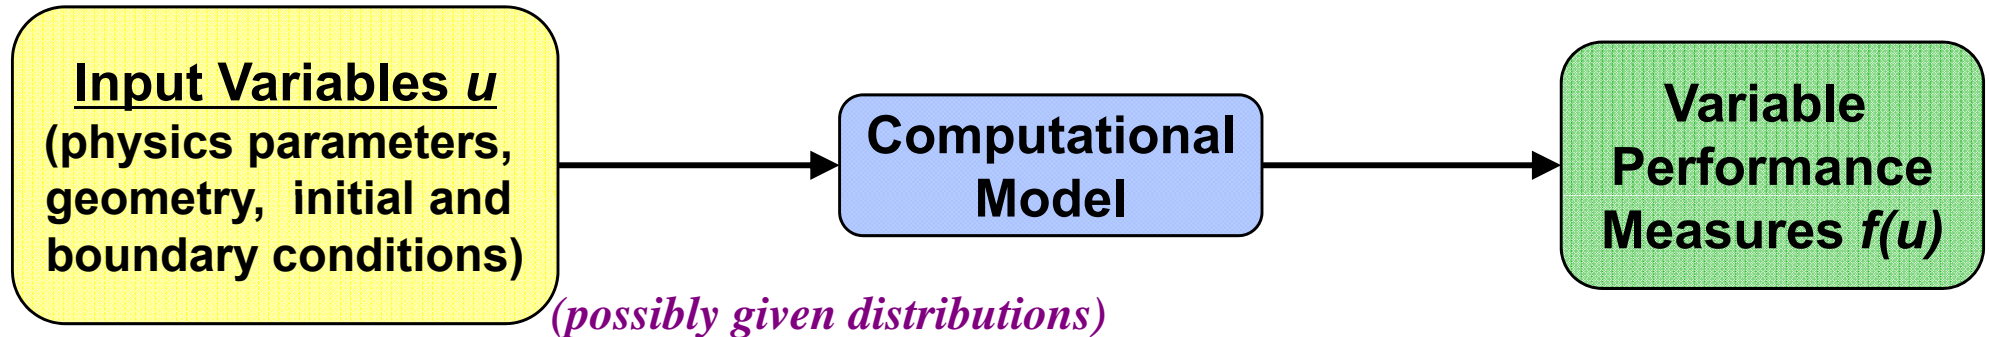 Input Variables u
(physics parameters,
geometry, initial and
boundary conditions)
(possibly given distributions)
Computational
Model
Variable
Performance
Measures f(u)